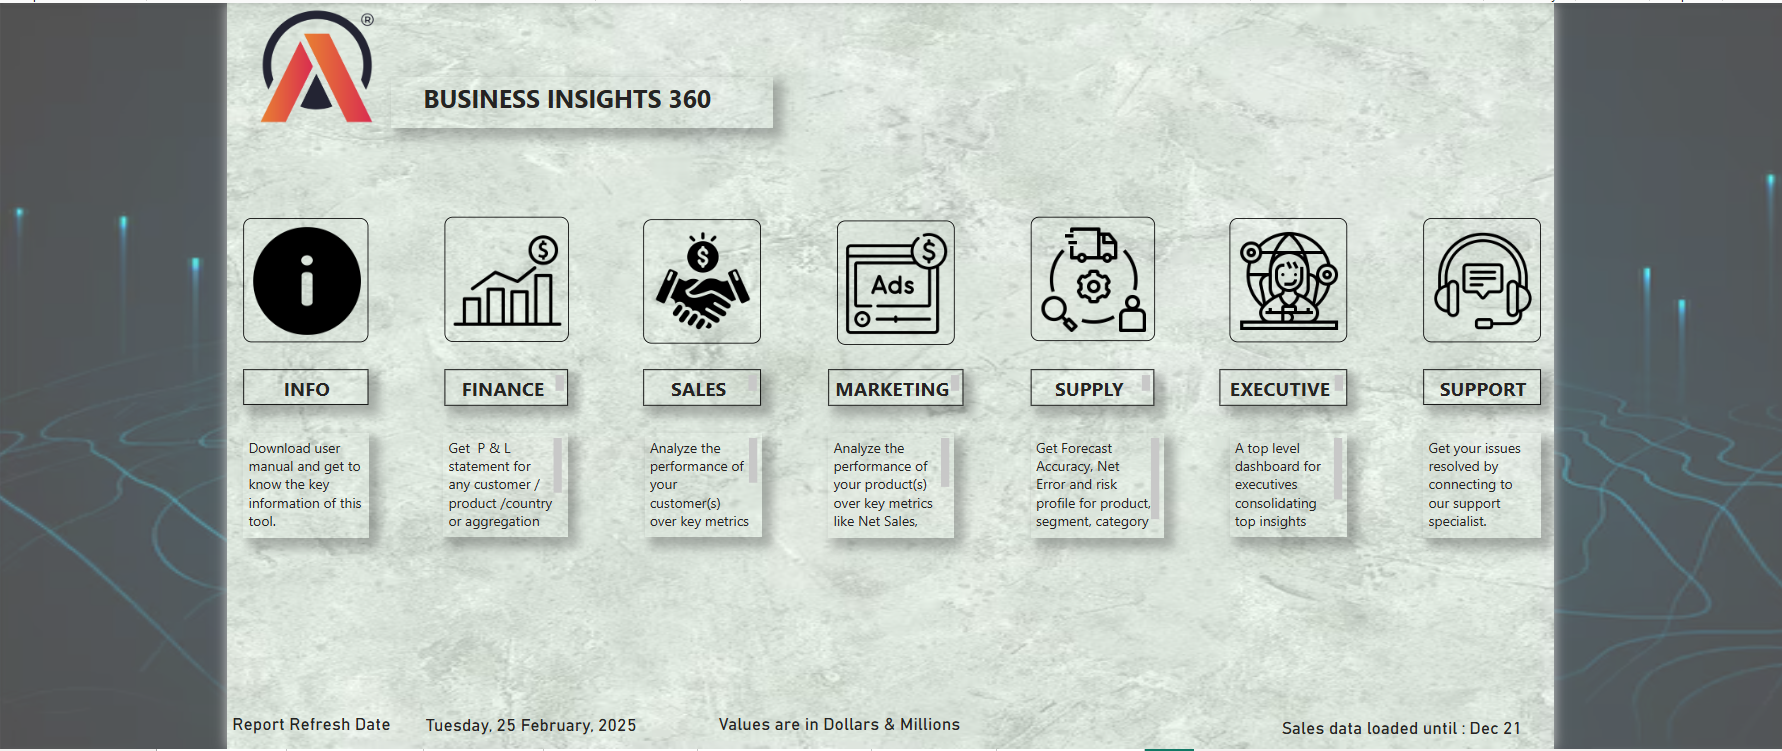 ®
BUSINESS INSIGHTS 360
$
$
Ads
$
INFO
FINANCE
SALES
MARKETING
SUPPLY
EXECUTIVE
SUPPORT
Download user
manual and get to
know the key
information of this
tool.
Get P & L
statement for
any customer /
product /country
or aggregation
Analyze the
performance of
your
customer(s)
over key metrics
Analyze the
performance of
your product(s)
over key metrics
like Net Sales,
Get Forecast
Accuracy, Net
Error and risk
profile for product,
segment, category
A top level
dashboard for
executives
consolidating
top insights
Get your issues
resolved by
connecting to
our support
specialist.
Report Refresh Date
Tuesday, 25 February, 2025
Values are in Dollars & Millions
Sales data loaded until : Dec 21